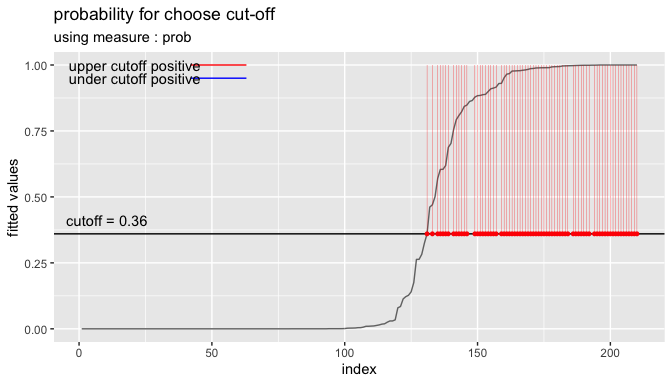 probability for choose cut-off
using measure : prob
upper cutoff positive
under cutoff positive
1.00
0.75
0.50
0.25
0.00
cutoff = 0.36
fitted values
0
50
100
150
200
index